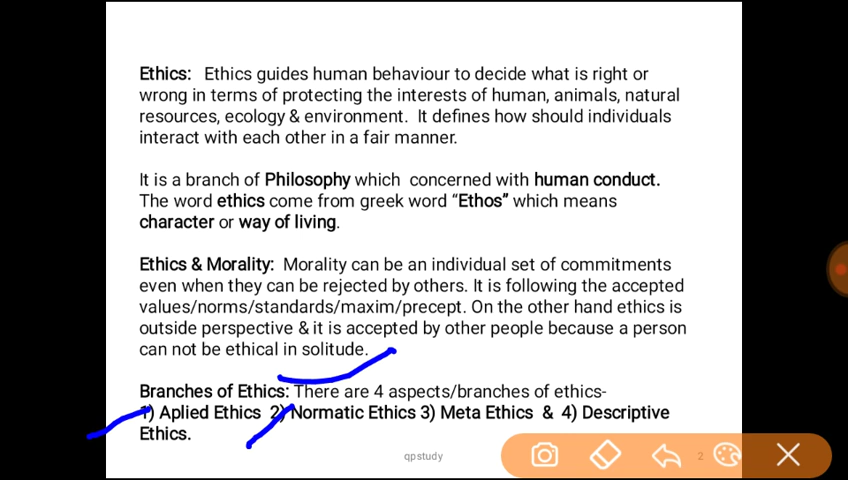 Ethics: Ethics guides human behaviour to decide what is right or
wrong in terms of protecting the interests of human, animals, natural
resources, ecology & environment. It defines how should individuals
interact with each other in a fair manner.
It is a branch of Philosophy which concerned with human conduct.
The word ethics come from greek word “Ethos” which means
character or way of living.
Ethics & Morality: Morality can be an individual set of commitments
even when they can be rejected by others. It is following the accepted
values/norms/standards/maxim/precept. On the other hand ethics is
outside perspective & it is accepted by other people because a person
can not be ethical in solitude.
Branches of Ethics: There are 4 aspects/branches of ethics-
1) Aplied Ethics 2) Normatic Ethics 3) Meta Ethics & 4) Descriptive
Ethics.
qpstudy 2